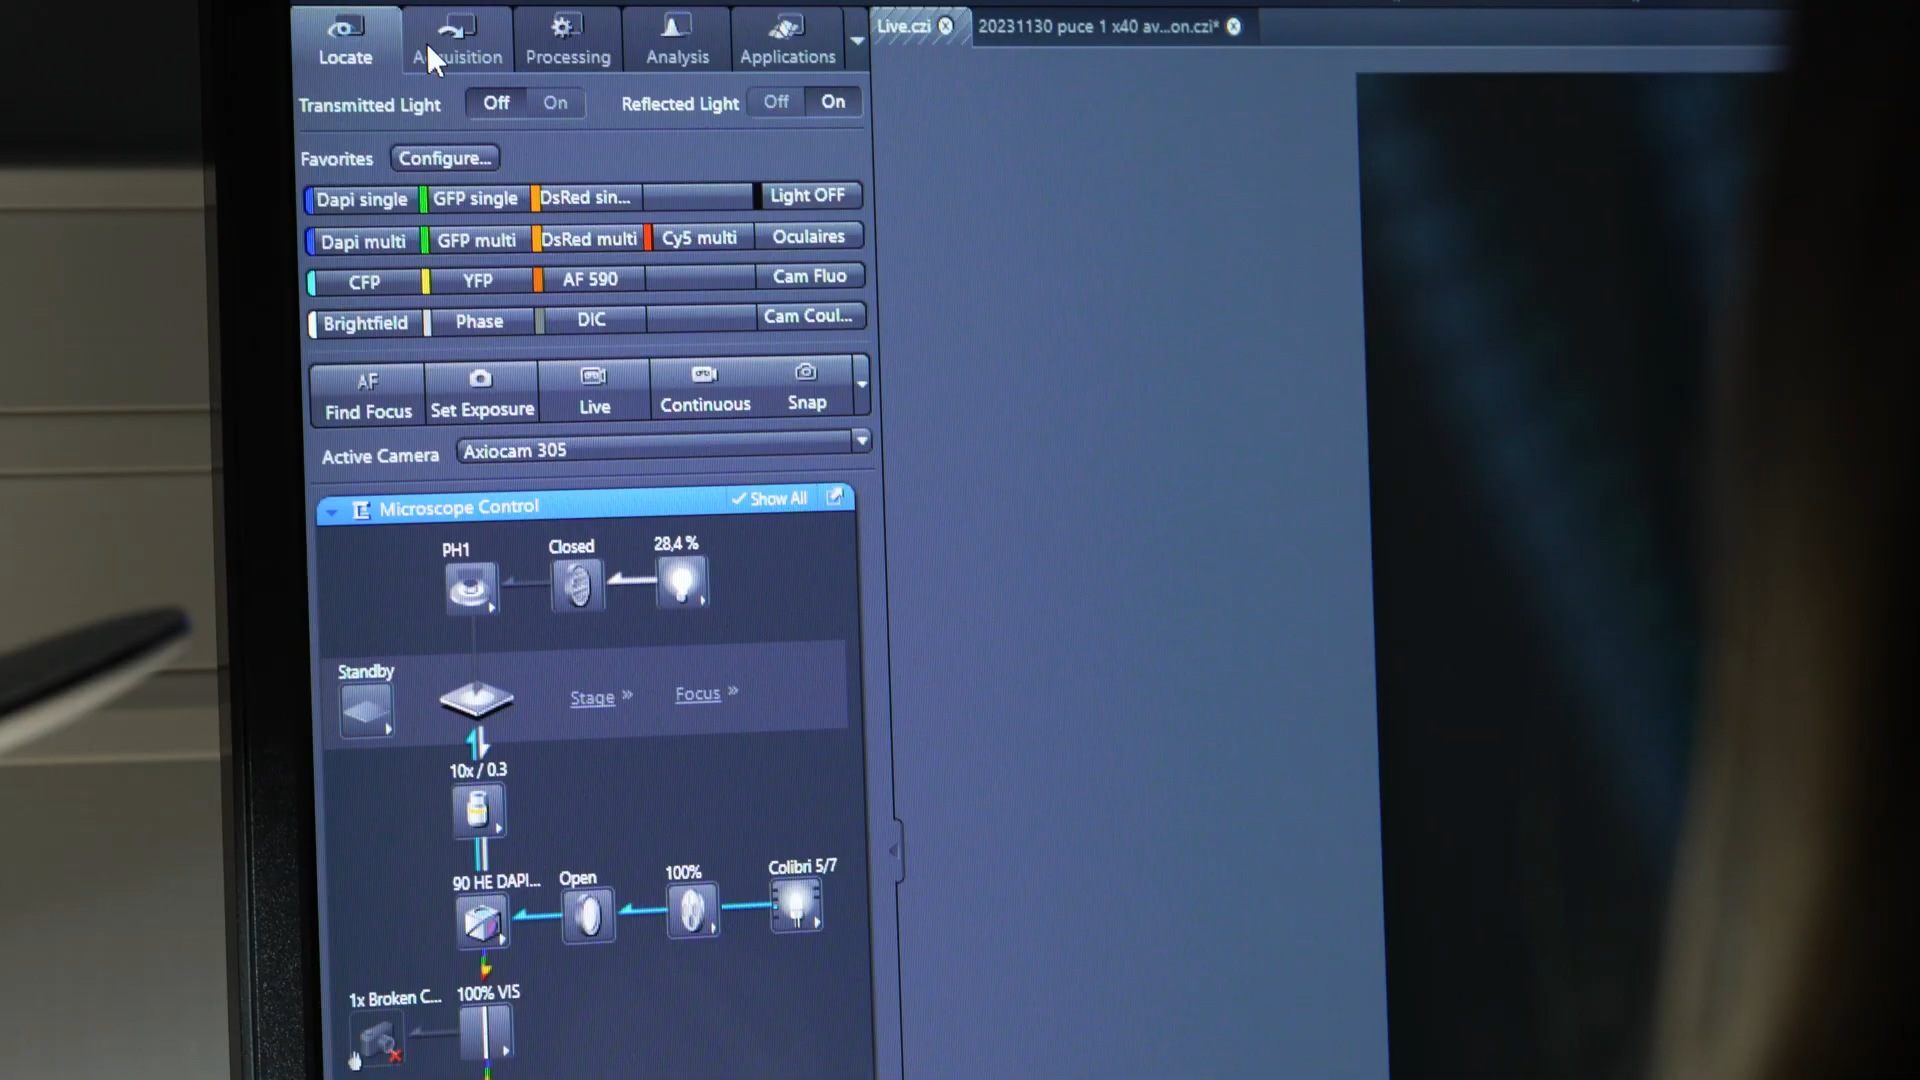 Locate Acquisition Processing Analysis Applications
Live.czi 20231130 puce 1 x40 av...on.czi*
Transmitted Light Off On Reflected Light Off On
Favorites Configure...
Dapi single GFP single DsRed sin... Light OFF
Dapi multi GFP multi DsRed multi Cy5 multi Oculaires
CFP YFP AF 590 Cam Fluo
Brightfield Phase DIC Cam Coul...
AF
Find Focus Set Exposure Live Continuous Snap
Active Camera Axiocam 305
Microscope Control Show All
PH1 Closed 28,4 %
Standby
Stage » Focus »
10x / 0.3
90 HE DAPI... Open 100% Colibri 5/7
1x Broken C... 100% VIS